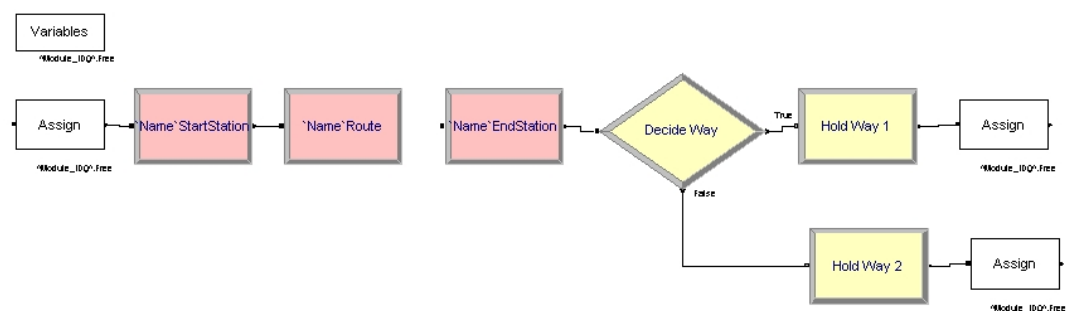 Variables
^Module_IDQ^.Free
Assign
^Module_IDQ^.Free
`Name`StartStation
`Name`Route
`Name`EndStation
Decide Way
True
False
Hold Way 1
Assign
^Module_IDQ^.Free
Hold Way 2
Assign
^Module_IDQ^.Free